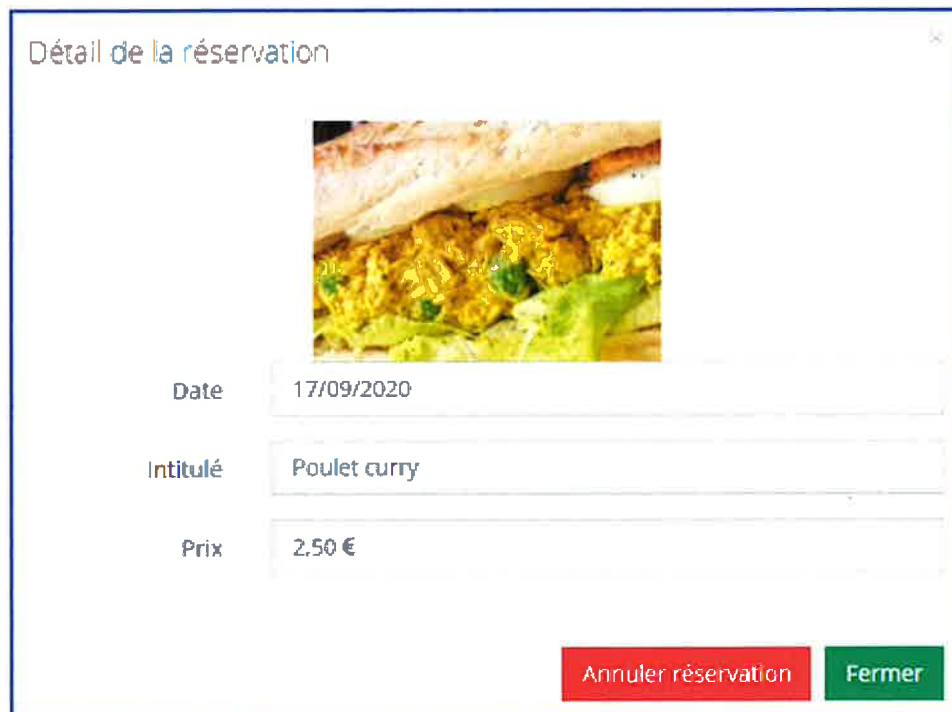 Détail de la réservation
×
Date 17/09/2020
Intitulé Poulet curry
Prix 2,50 €
Annuler réservation Fermer